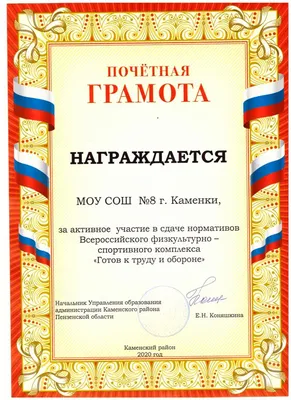 ПОЧЁТНАЯ
ГРАМОТА
НАГРАЖДАЕТСЯ
МОУ СОШ №8 г. Каменки,
за активное участие в сдаче нормативов
Всероссийского физкультурно –
спортивного комплекса
«Готов к труду и обороне»
Начальник Управления образования
администрации Каменского района
Пензенской области
Е.Н. Коняшкина
Каменский район
2020 год